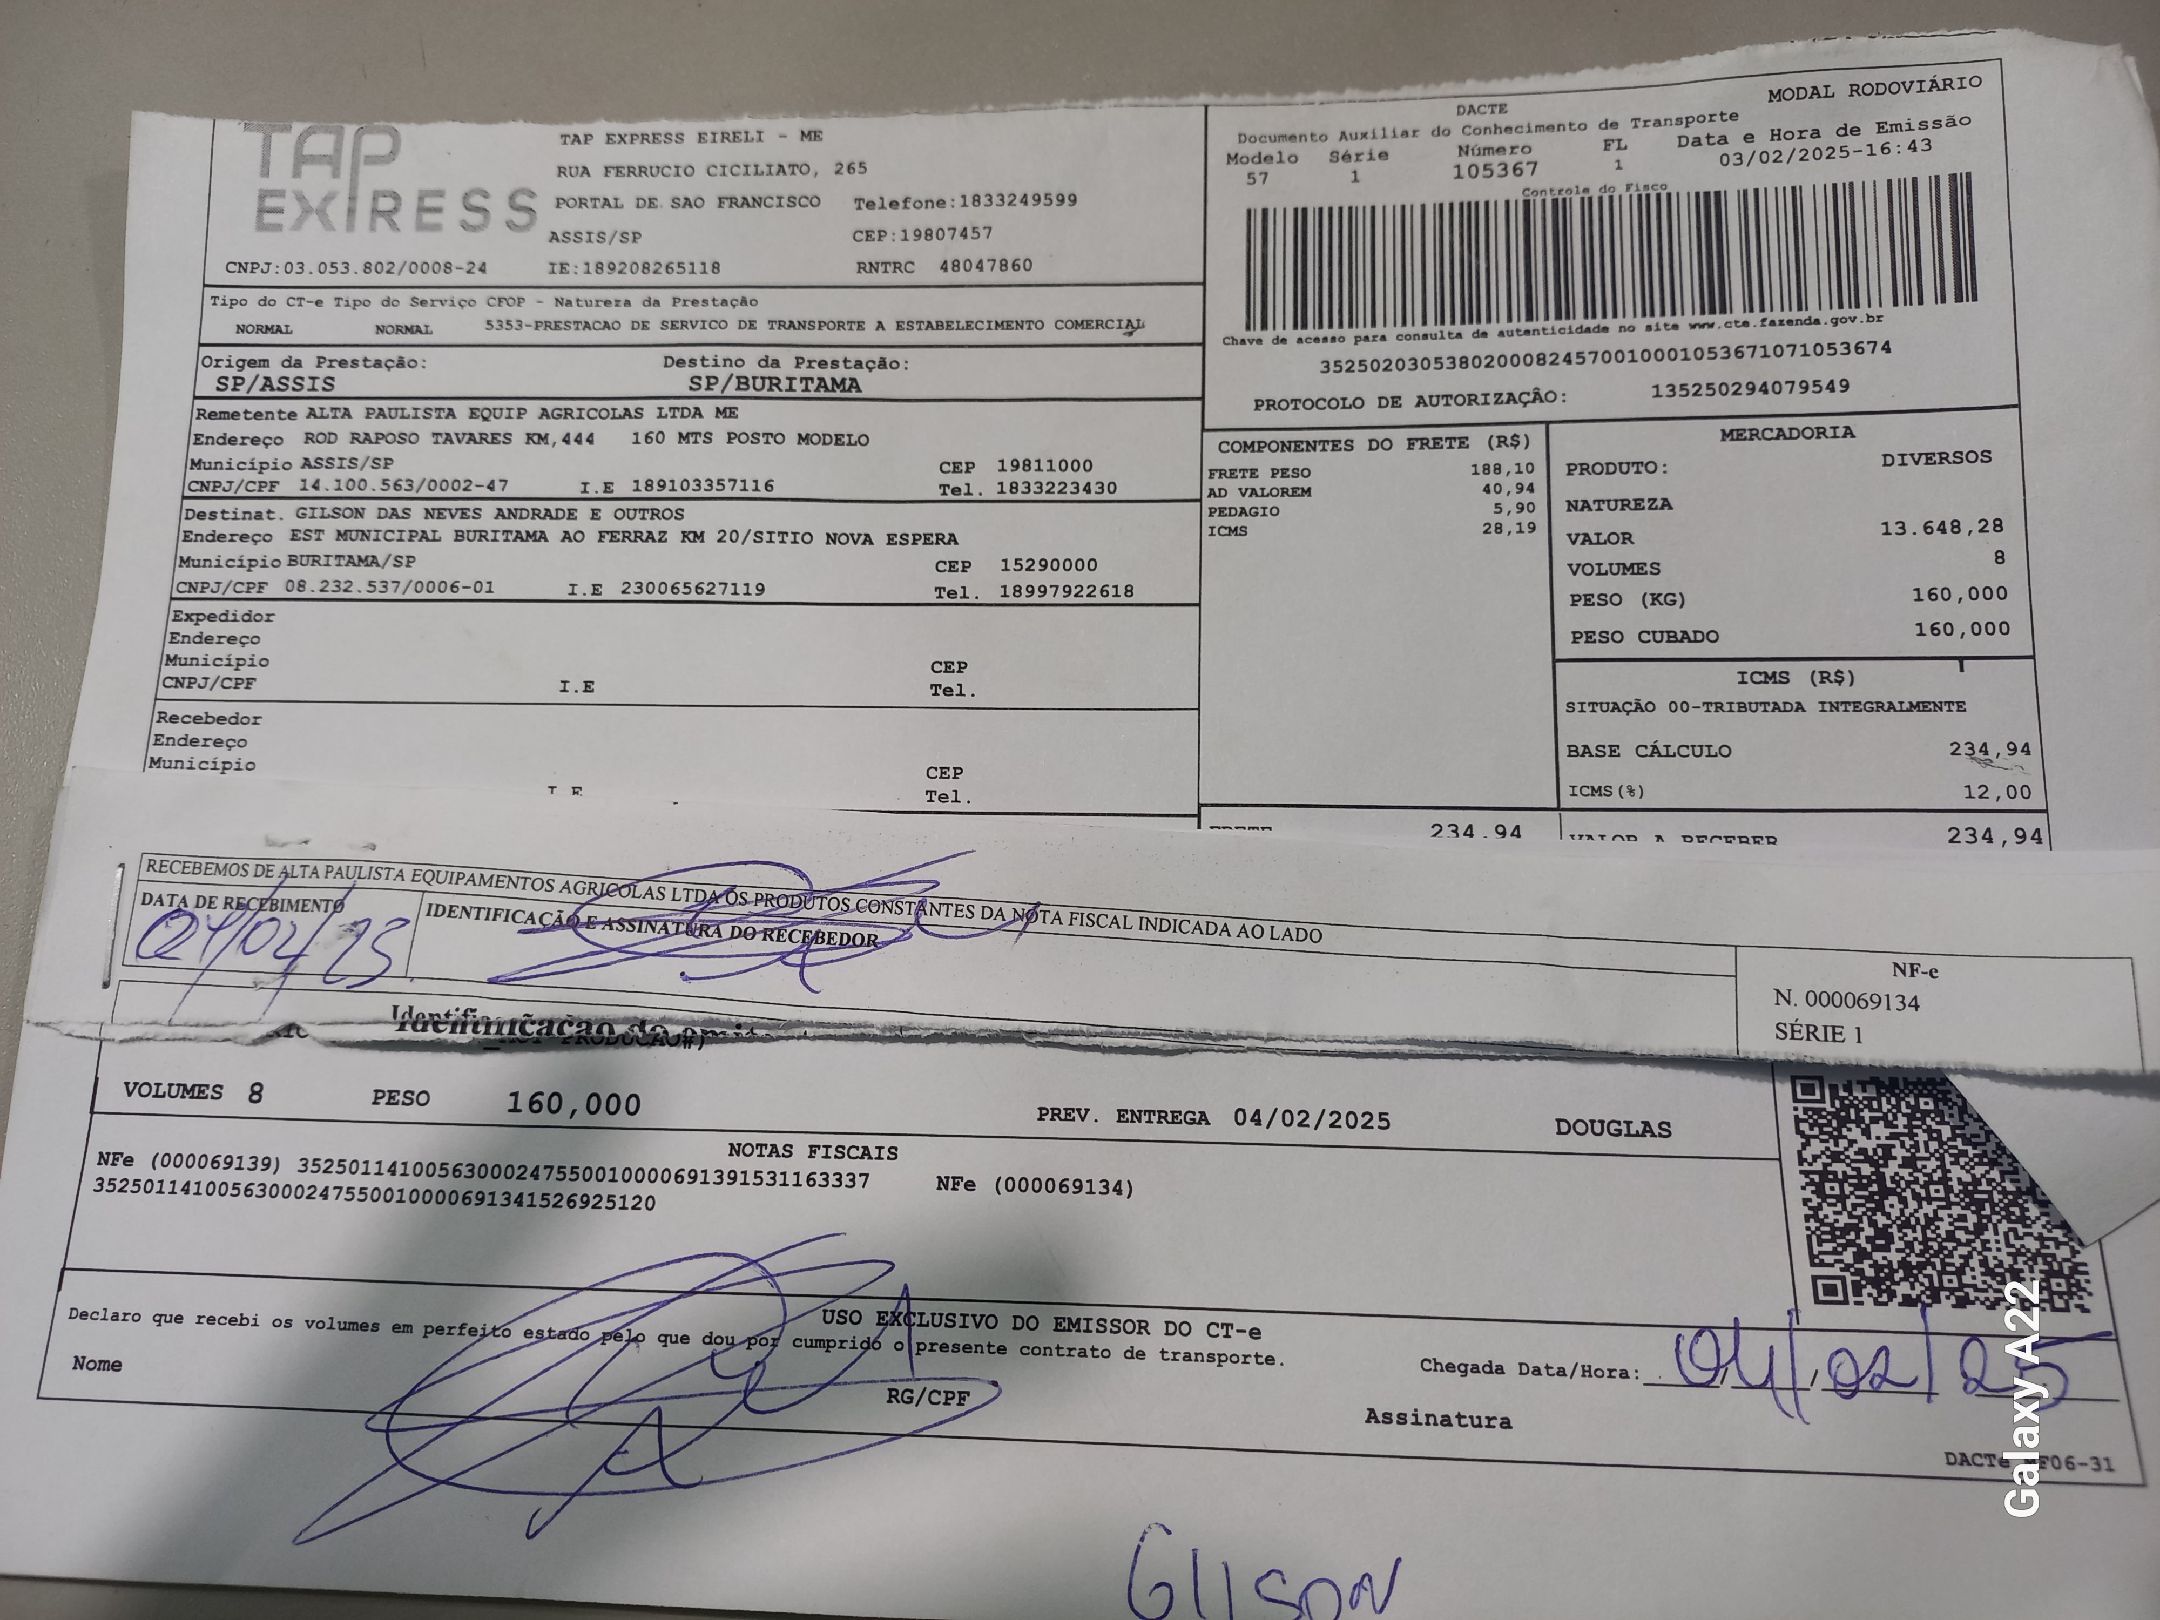 TAP EXPRESS
TAP EXPRESS EIRELI - ME
RUA FERRUCIO CICILIATO, 265
PORTAL DE SAO FRANCISCO Telefone:1833249599
ASSIS/SP CEP:19807457
CNPJ:03.053.802/0008-24 IE:189208265118 RNTRC 48047860
MODAL RODOVIÁRIO
DACTE
Documento Auxiliar do Conhecimento de Transporte
Modelo Série Número FL Data e Hora de Emissão
57 1 105367 1 03/02/2025-16:43
Controle do Fisco
Chave de acesso para consulta de autenticidade no site www.cte.fazenda.gov.br
35250203053802000824570010001053671071053674
PROTOCOLO DE AUTORIZAÇÃO: 135250294079549
Tipo do CT-e Tipo do Serviço CFOP - Natureza da Prestação
NORMAL NORMAL 5353-PRESTACAO DE SERVICO DE TRANSPORTE A ESTABELECIMENTO COMERCIAL
Origem da Prestação: Destino da Prestação:
SP/ASSIS SP/BURITAMA
Remetente ALTA PAULISTA EQUIP AGRICOLAS LTDA ME
Endereço ROD RAPOSO TAVARES KM,444 160 MTS POSTO MODELO
Município ASSIS/SP CEP 19811000
CNPJ/CPF 14.100.563/0002-47 I.E 189103357116 Tel. 1833223430
Destinat. GILSON DAS NEVES ANDRADE E OUTROS
Endereço EST MUNICIPAL BURITAMA AO FERRAZ KM 20/SITIO NOVA ESPERA
Município BURITAMA/SP CEP 15290000
CNPJ/CPF 08.232.537/0006-01 I.E 230065627119 Tel. 18997922618
Expedidor
Endereço
Município CEP
CNPJ/CPF I.E Tel.
Recebedor
Endereço
Município CEP
I.E Tel.
COMPONENTES DO FRETE (R$)
FRETE PESO 188,10
AD VALOREM 40,94
PEDAGIO 5,90
ICMS 28,19
FRETE 234,94
MERCADORIA
PRODUTO: DIVERSOS
NATUREZA
VALOR 13.648,28
VOLUMES 8
PESO (KG) 160,000
PESO CUBADO 160,000
ICMS (R$)
SITUAÇÃO 00-TRIBUTADA INTEGRALMENTE
BASE CÁLCULO 234,94
ICMS(%) 12,00
VALOR A RECEBER 234,94
RECEBEMOS DE ALTA PAULISTA EQUIPAMENTOS AGRICOLAS LTDA OS PRODUTOS CONSTANTES DA NOTA FISCAL INDICADA AO LADO
DATA DE RECEBIMENTO IDENTIFICAÇÃO E ASSINATURA DO RECEBEDOR
04/02/25
NF-e
N. 000069134
SÉRIE 1
Identificação do
VOLUMES 8 PESO 160,000 PREV. ENTREGA 04/02/2025 DOUGLAS
NOTAS FISCAIS
NFe (000069139) 35250114100563000247550010000691391531163337 NFe (000069134)
35250114100563000247550010000691341526925120
USO EXCLUSIVO DO EMISSOR DO CT-e
Declaro que recebi os volumes em perfeito estado pelo que dou por cumprido o presente contrato de transporte.
Nome RG/CPF Assinatura
Chegada Data/Hora: 04/02/25
DACTe F06-31
GILSON
Galaxy A22